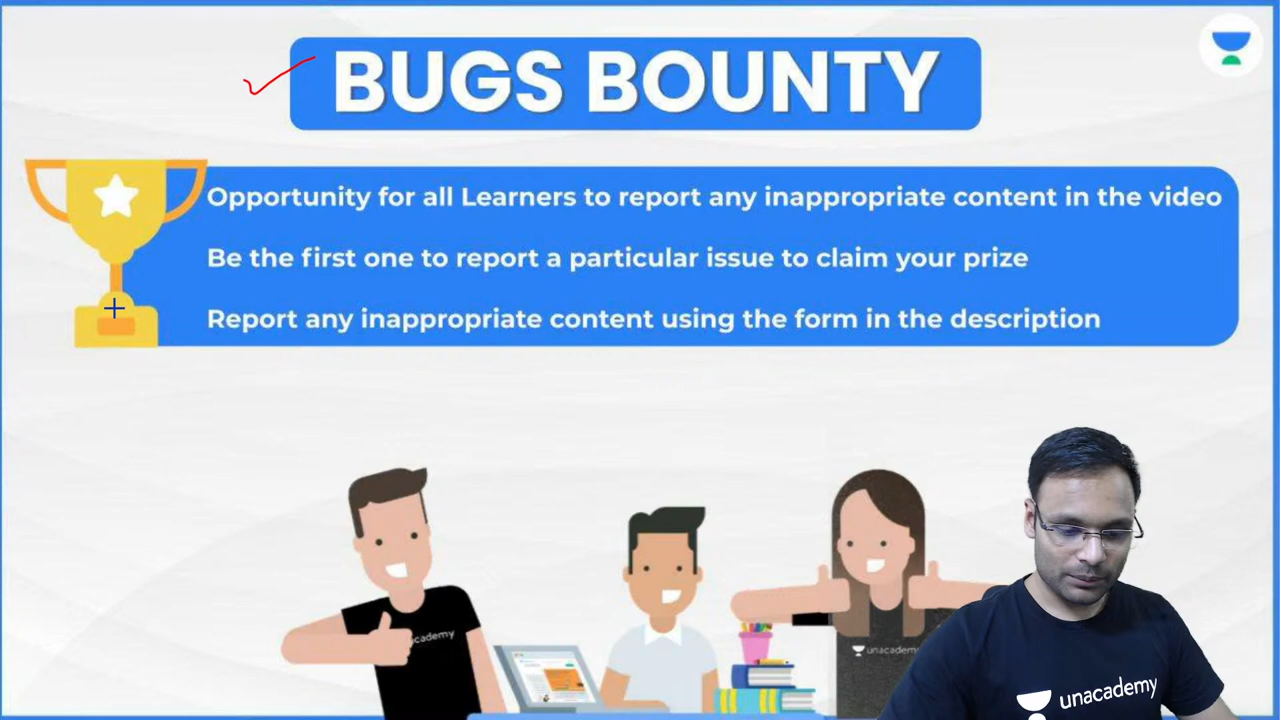 BUGS BOUNTY
Opportunity for all Learners to report any inappropriate content in the video
Be the first one to report a particular issue to claim your prize
Report any inappropriate content using the form in the description
cademy
unacademy
unacademy